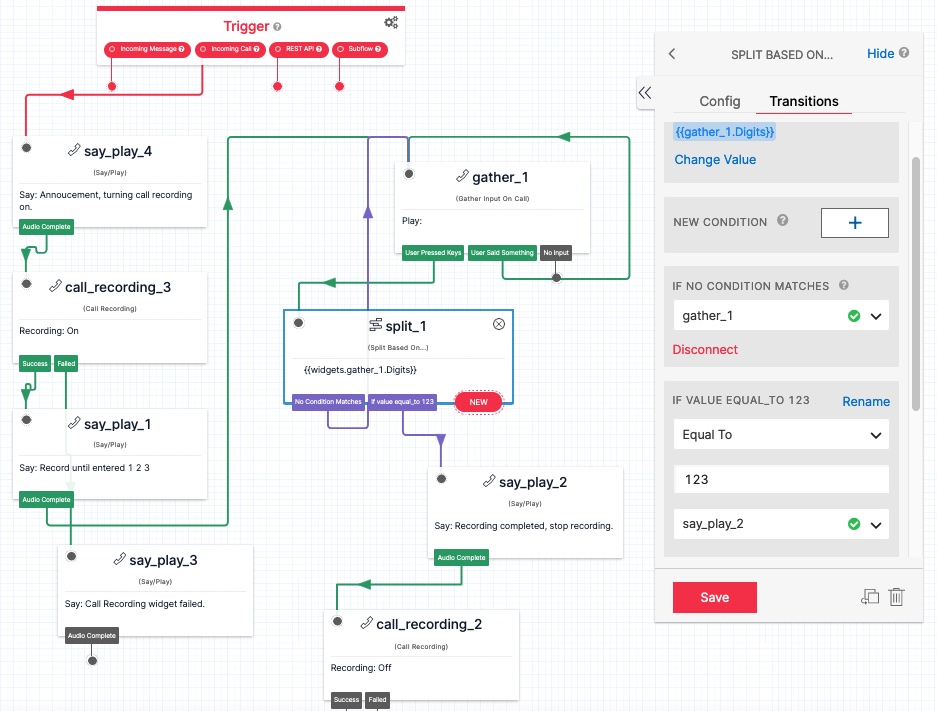 Trigger
Incoming Message
Incoming Call
REST API
Subflow
say_play_4
(Say/Play)
Say: Annoucement, turning call recording
on.
Audio Complete
call_recording_3
(Call Recording)
Recording: On
Success
Failed
say_play_1
(Say/Play)
Say: Record until entered 1 2 3
Audio Complete
say_play_3
(Say/Play)
Say: Call Recording widget failed.
Audio Complete
gather_1
(Gather Input On Call)
Play:
User Pressed Keys
User Said Something
No Input
split_1
(Split Based On...)
{{widgets.gather_1.Digits}}
No Condition Matches
If value equal_to 123
NEW
say_play_2
(Say/Play)
Say: Recording completed, stop recording.
Audio Complete
call_recording_2
(Call Recording)
Recording: Off
Success
Failed
SPLIT BASED ON...
Hide
Config
Transitions
{{gather_1.Digits}}
Change Value
NEW CONDITION
IF NO CONDITION MATCHES
gather_1
Disconnect
IF VALUE EQUAL_TO 123
Rename
Equal To
123
say_play_2
Save